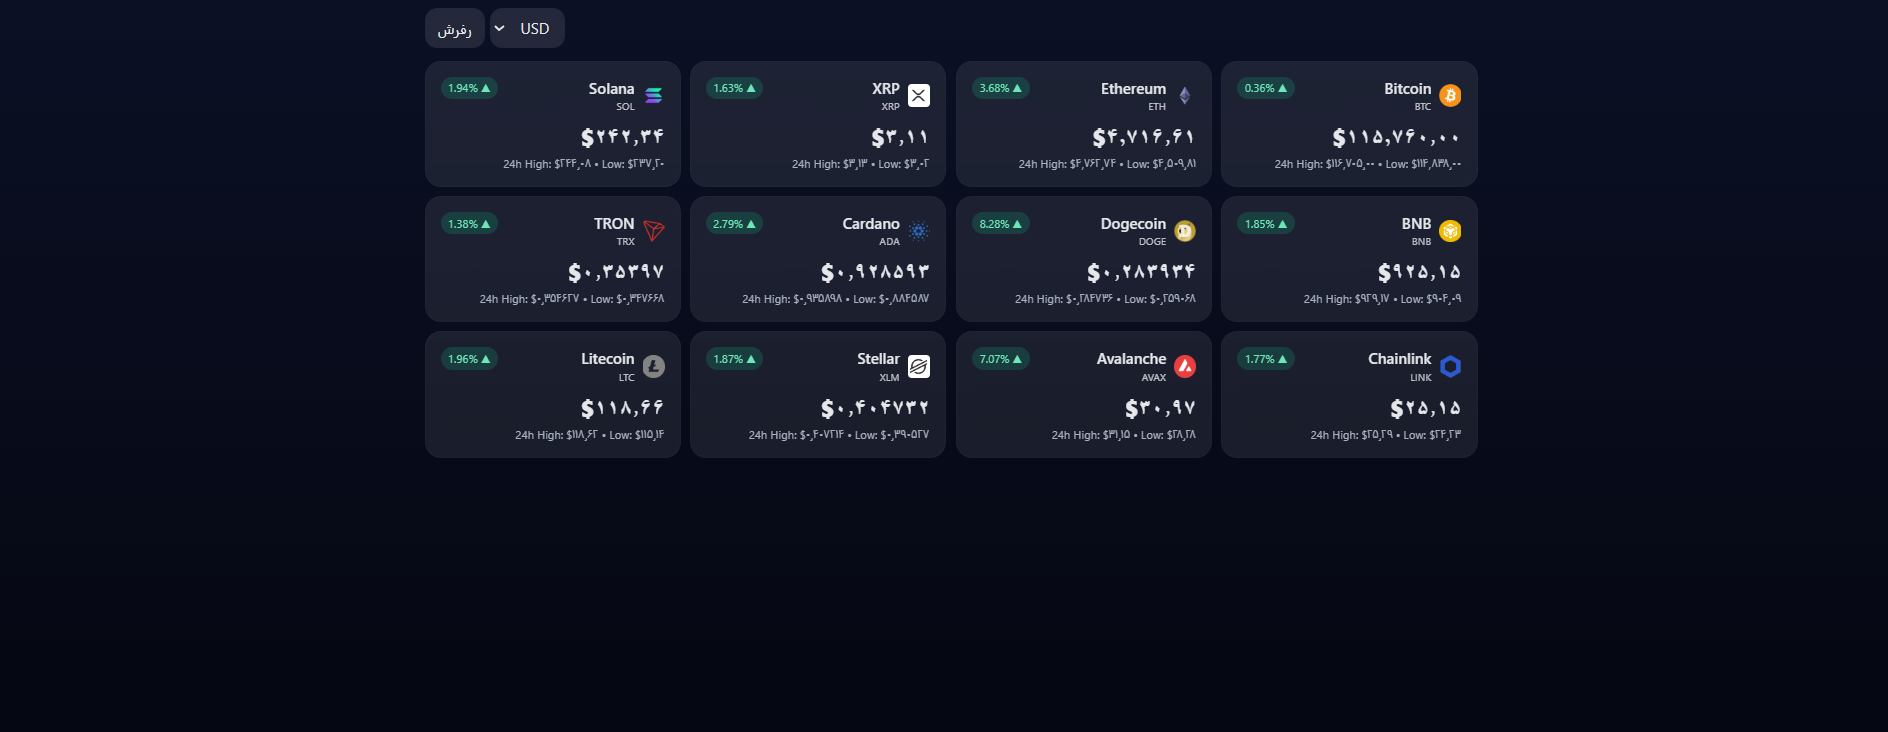 USD
رفرش
Bitcoin
BTC
0.36% ▲
$۱۱۵,۷۶۰,۰۰
24h High: $۱۱۶,۷۰۵,۰۰ • Low: $۱۱۴,۸۳۸,۰۰
Ethereum
ETH
3.68% ▲
$۴,۷۱۶,۶۱
24h High: $۴,۷۶۲,۷۴ • Low: $۴,۵۰۹,۸۱
XRP
XRP
1.63% ▲
$۳,۱۱
24h High: $۳,۱۳ • Low: $۳,۰۲
Solana
SOL
1.94% ▲
$۲۴۲,۳۴
24h High: $۲۴۴,۰۸ • Low: $۲۳۷,۲۰
BNB
BNB
1.85% ▲
$۹۲۵,۱۵
24h High: $۹۲۹,۱۷ • Low: $۹۰۴,۰۹
Dogecoin
DOGE
8.28% ▲
$۰,۲۸۳۹۳۴
24h High: $۰,۲۸۴۷۳۶ • Low: $۰,۲۵۹۰۶۸
Cardano
ADA
2.79% ▲
$۰,۹۲۸۵۹۳
24h High: $۰,۹۳۵۸۹۸ • Low: $۰,۸۸۴۵۸۷
TRON
TRX
1.38% ▲
$۰,۳۵۳۹۷
24h High: $۰,۳۵۴۶۲۷ • Low: $۰,۳۴۷۶۶۸
Chainlink
LINK
1.77% ▲
$۲۵,۱۵
24h High: $۲۵,۲۹ • Low: $۲۴,۲۳
Avalanche
AVAX
7.07% ▲
$۳۰,۹۷
24h High: $۳۱,۱۵ • Low: $۲۸,۲۸
Stellar
XLM
1.87% ▲
$۰,۴۰۴۷۳۲
24h High: $۰,۴۰۷۲۱۴ • Low: $۰,۳۹۰۵۲۷
Litecoin
LTC
1.96% ▲
$۱۱۸,۶۶
24h High: $۱۱۸,۶۲ • Low: $۱۱۵,۱۴